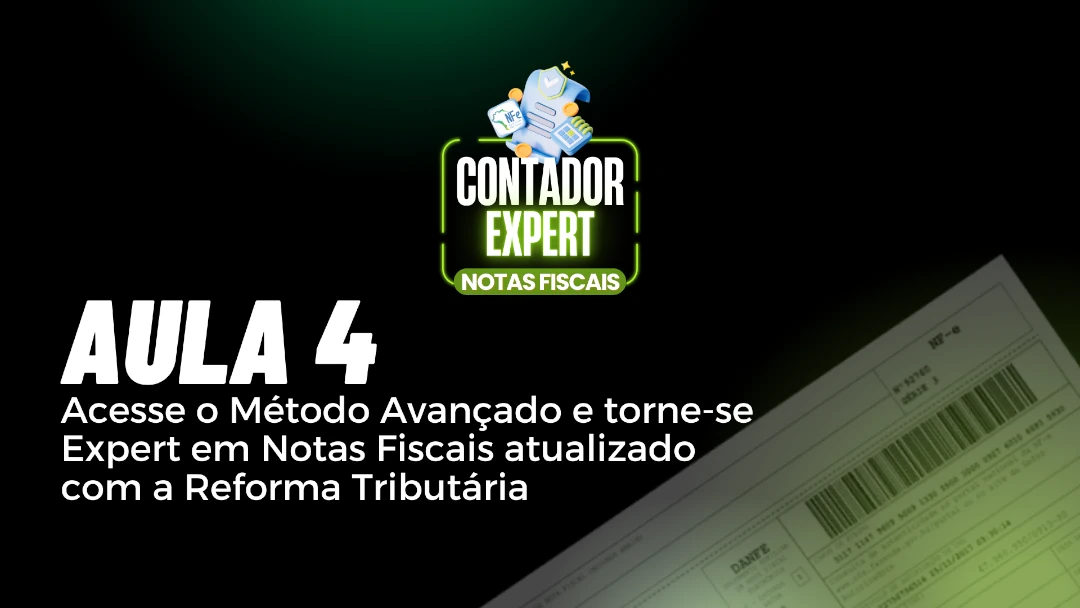 NFe
CONTADOR
EXPERT
NOTAS FISCAIS
AULA 4
Acesse o Método Avançado e torne-se
Expert em Notas Fiscais atualizado
com a Reforma Tributária
NF-e
DANFE